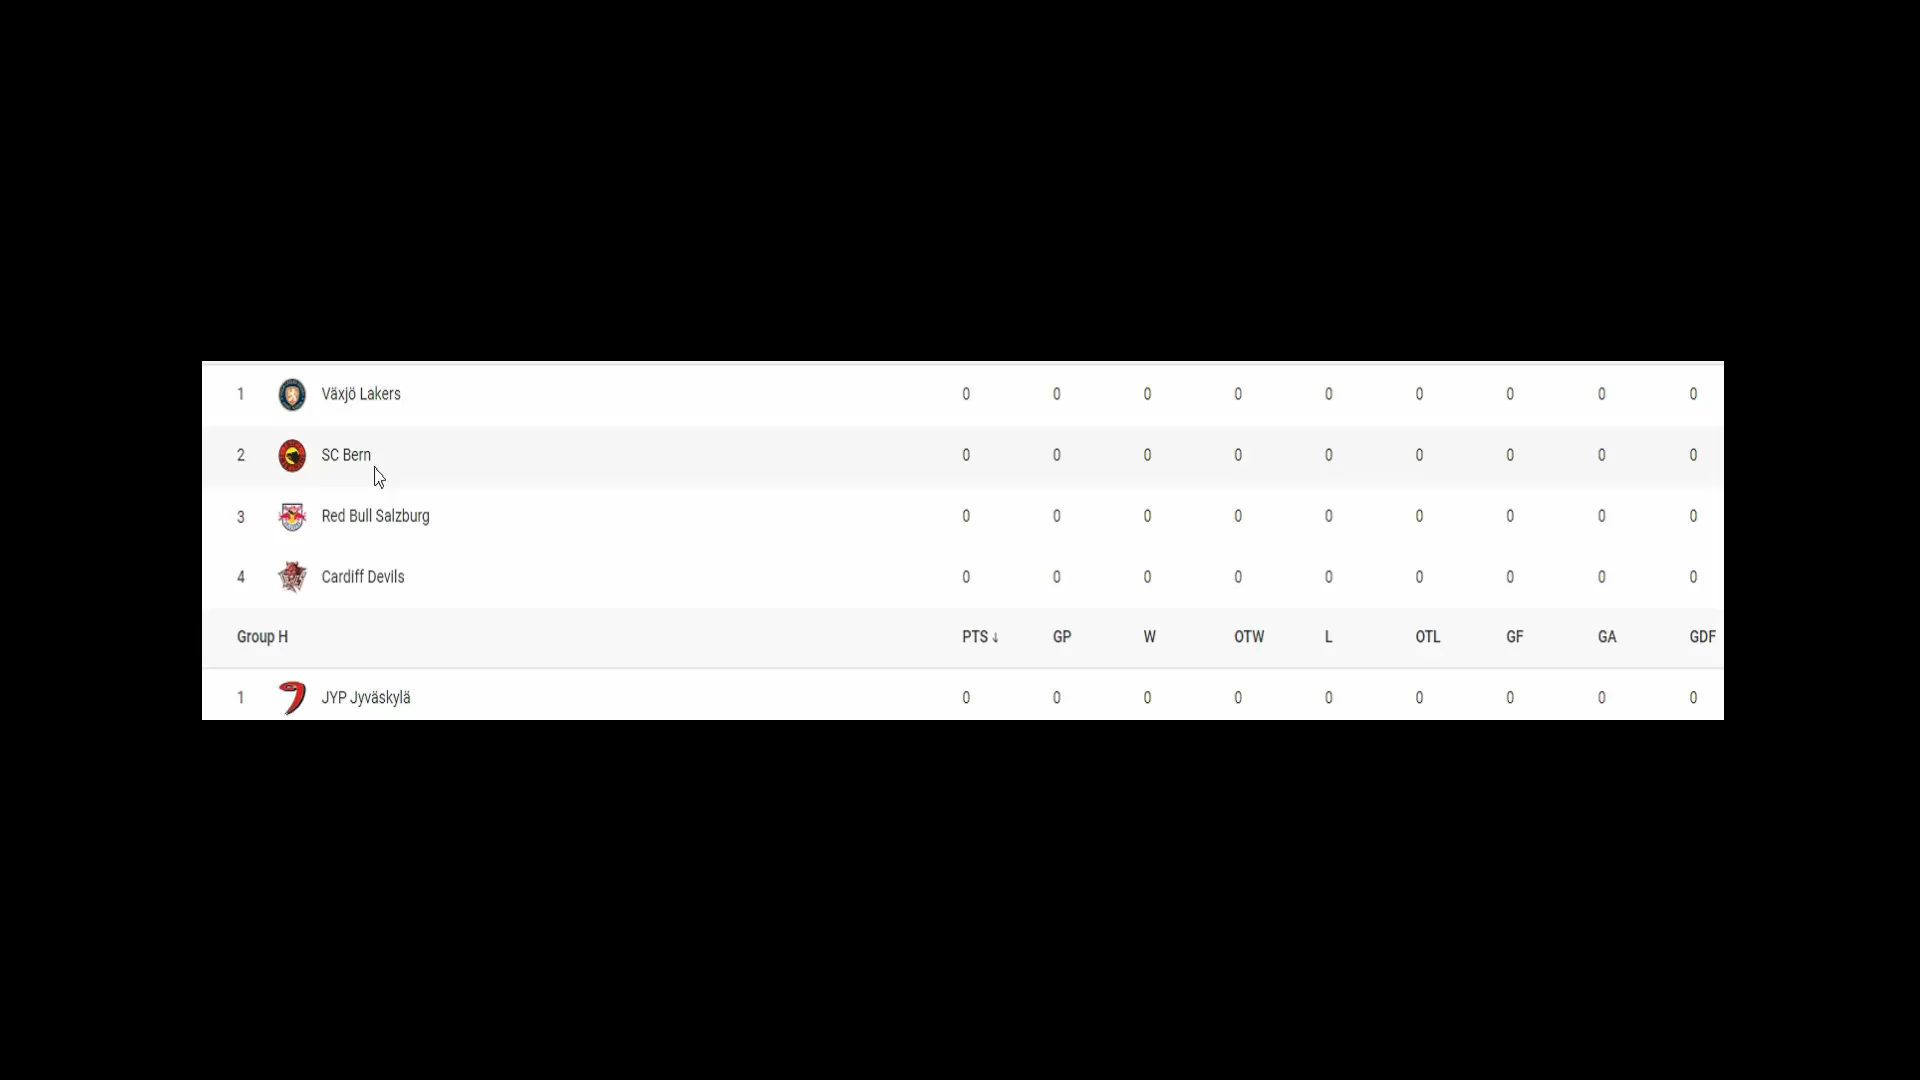 1 Växjö Lakers 0 0 0 0 0 0 0 0 0
2 SC Bern 0 0 0 0 0 0 0 0 0
3 Red Bull Salzburg 0 0 0 0 0 0 0 0 0
4 Cardiff Devils 0 0 0 0 0 0 0 0 0
Group H PTS ↓ GP W OTW L OTL GF GA GDF
1 JYP Jyväskylä 0 0 0 0 0 0 0 0 0